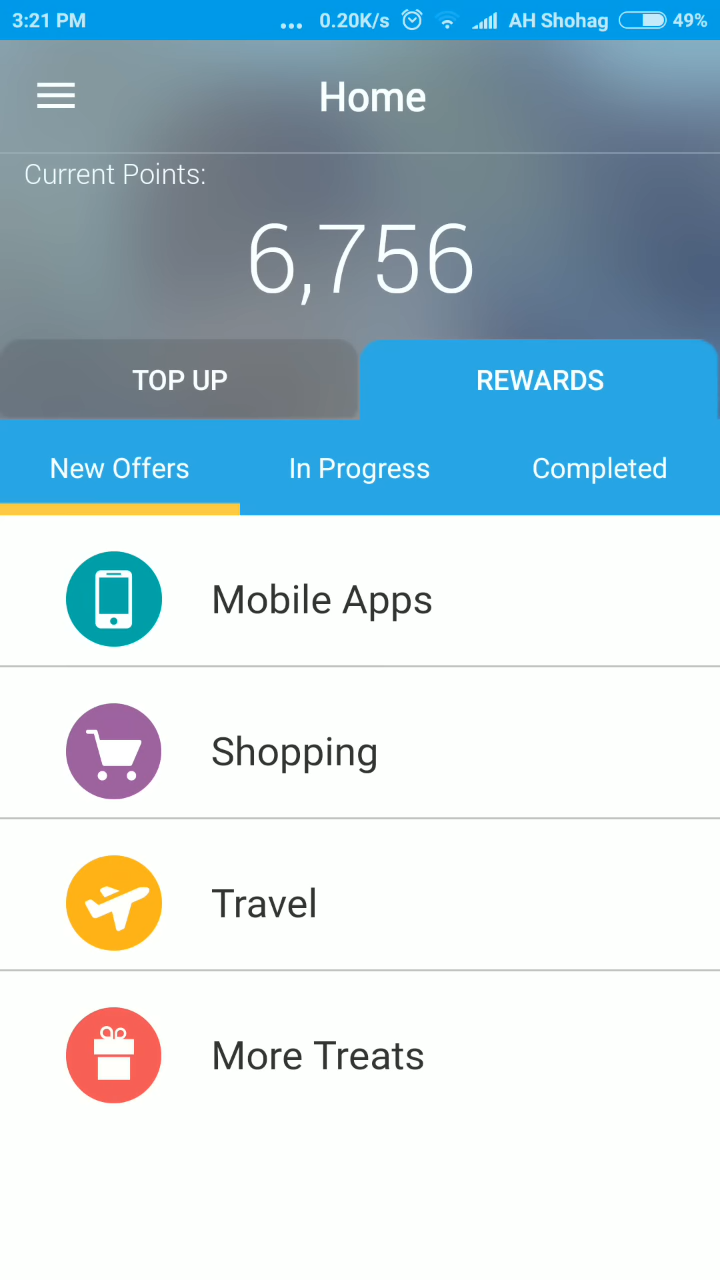 3:21 PM ... 0.20K/s AH Shohag 49%
Home
Current Points:
6,756
TOP UP REWARDS
New Offers In Progress Completed
Mobile Apps
Shopping
Travel
More Treats